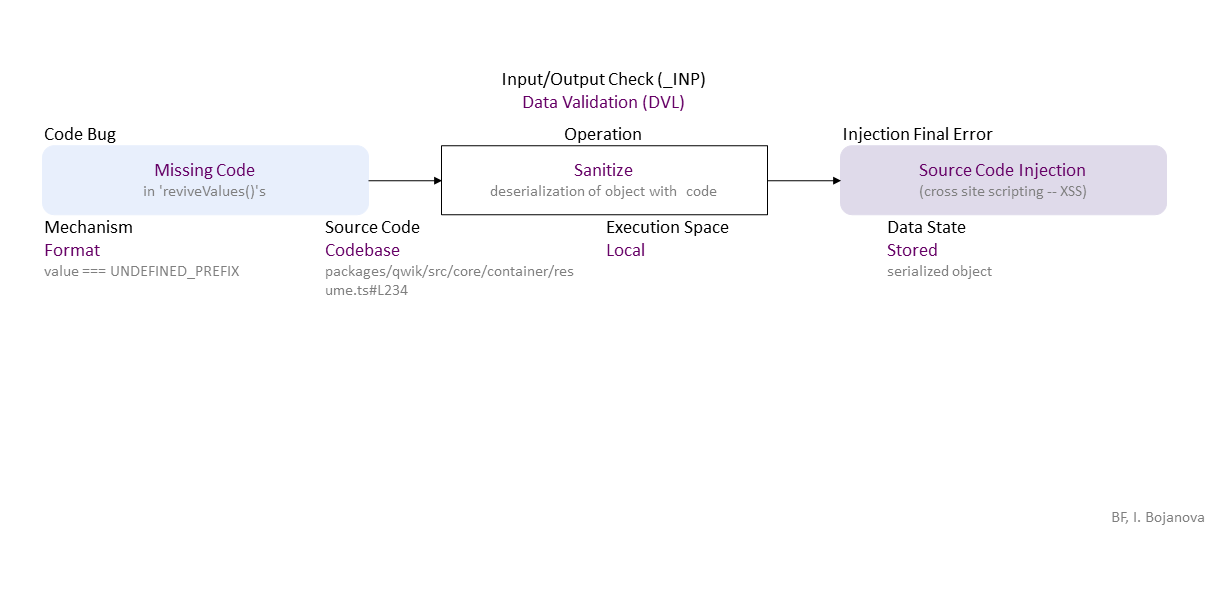 Input/Output Check (_INP)
Data Validation (DVL)
Code Bug
Operation
Injection Final Error
Missing Code
in 'reviveValues()'s
Sanitize
deserialization of object with code
Source Code Injection
(cross site scripting -- XSS)
Mechanism
Format
value === UNDEFINED_PREFIX
Source Code
Codebase
packages/qwik/src/core/container/res
ume.ts#L234
Execution Space
Local
Data State
Stored
serialized object
BF, I. Bojanova